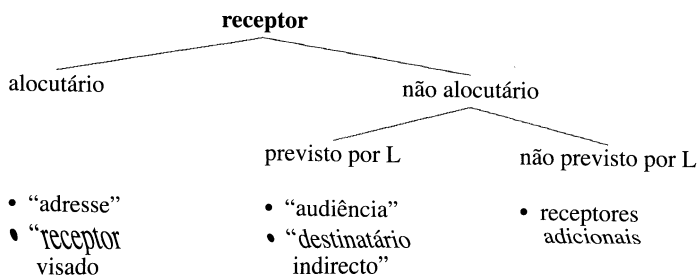 receptor
alocutário
não alocutário
previsto por L
não previsto por L
• “adresse”
• “receptor
visado
• “audiência”
• “destinatário
indirecto”
• receptores
adicionais